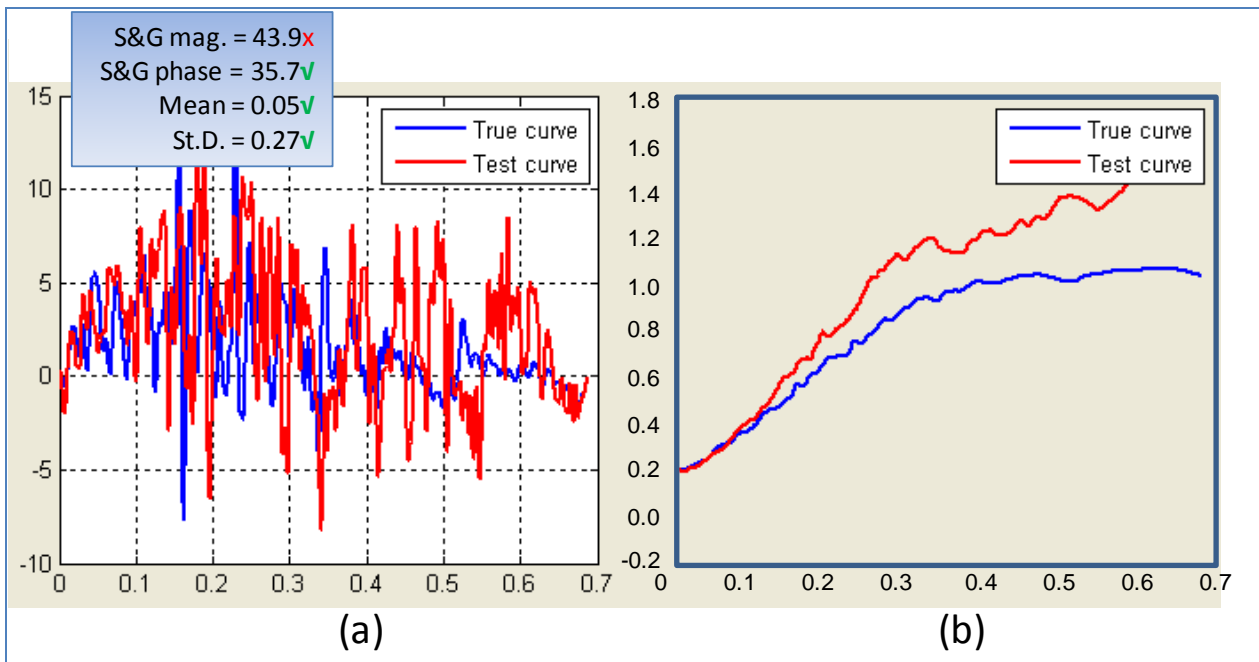 S&G mag. = 43.9x
S&G phase = 35.7√
Mean = 0.05√
St.D. = 0.27√
15
10
5
0
-5
-10
0 0.1 0.2 0.3 0.4 0.5 0.6 0.7
True curve
Test curve
(a)
1.8
1.6
1.4
1.2
1.0
0.8
0.6
0.4
0.2
0.0
-0.2
0 0.1 0.2 0.3 0.4 0.5 0.6 0.7
True curve
Test curve
(b)